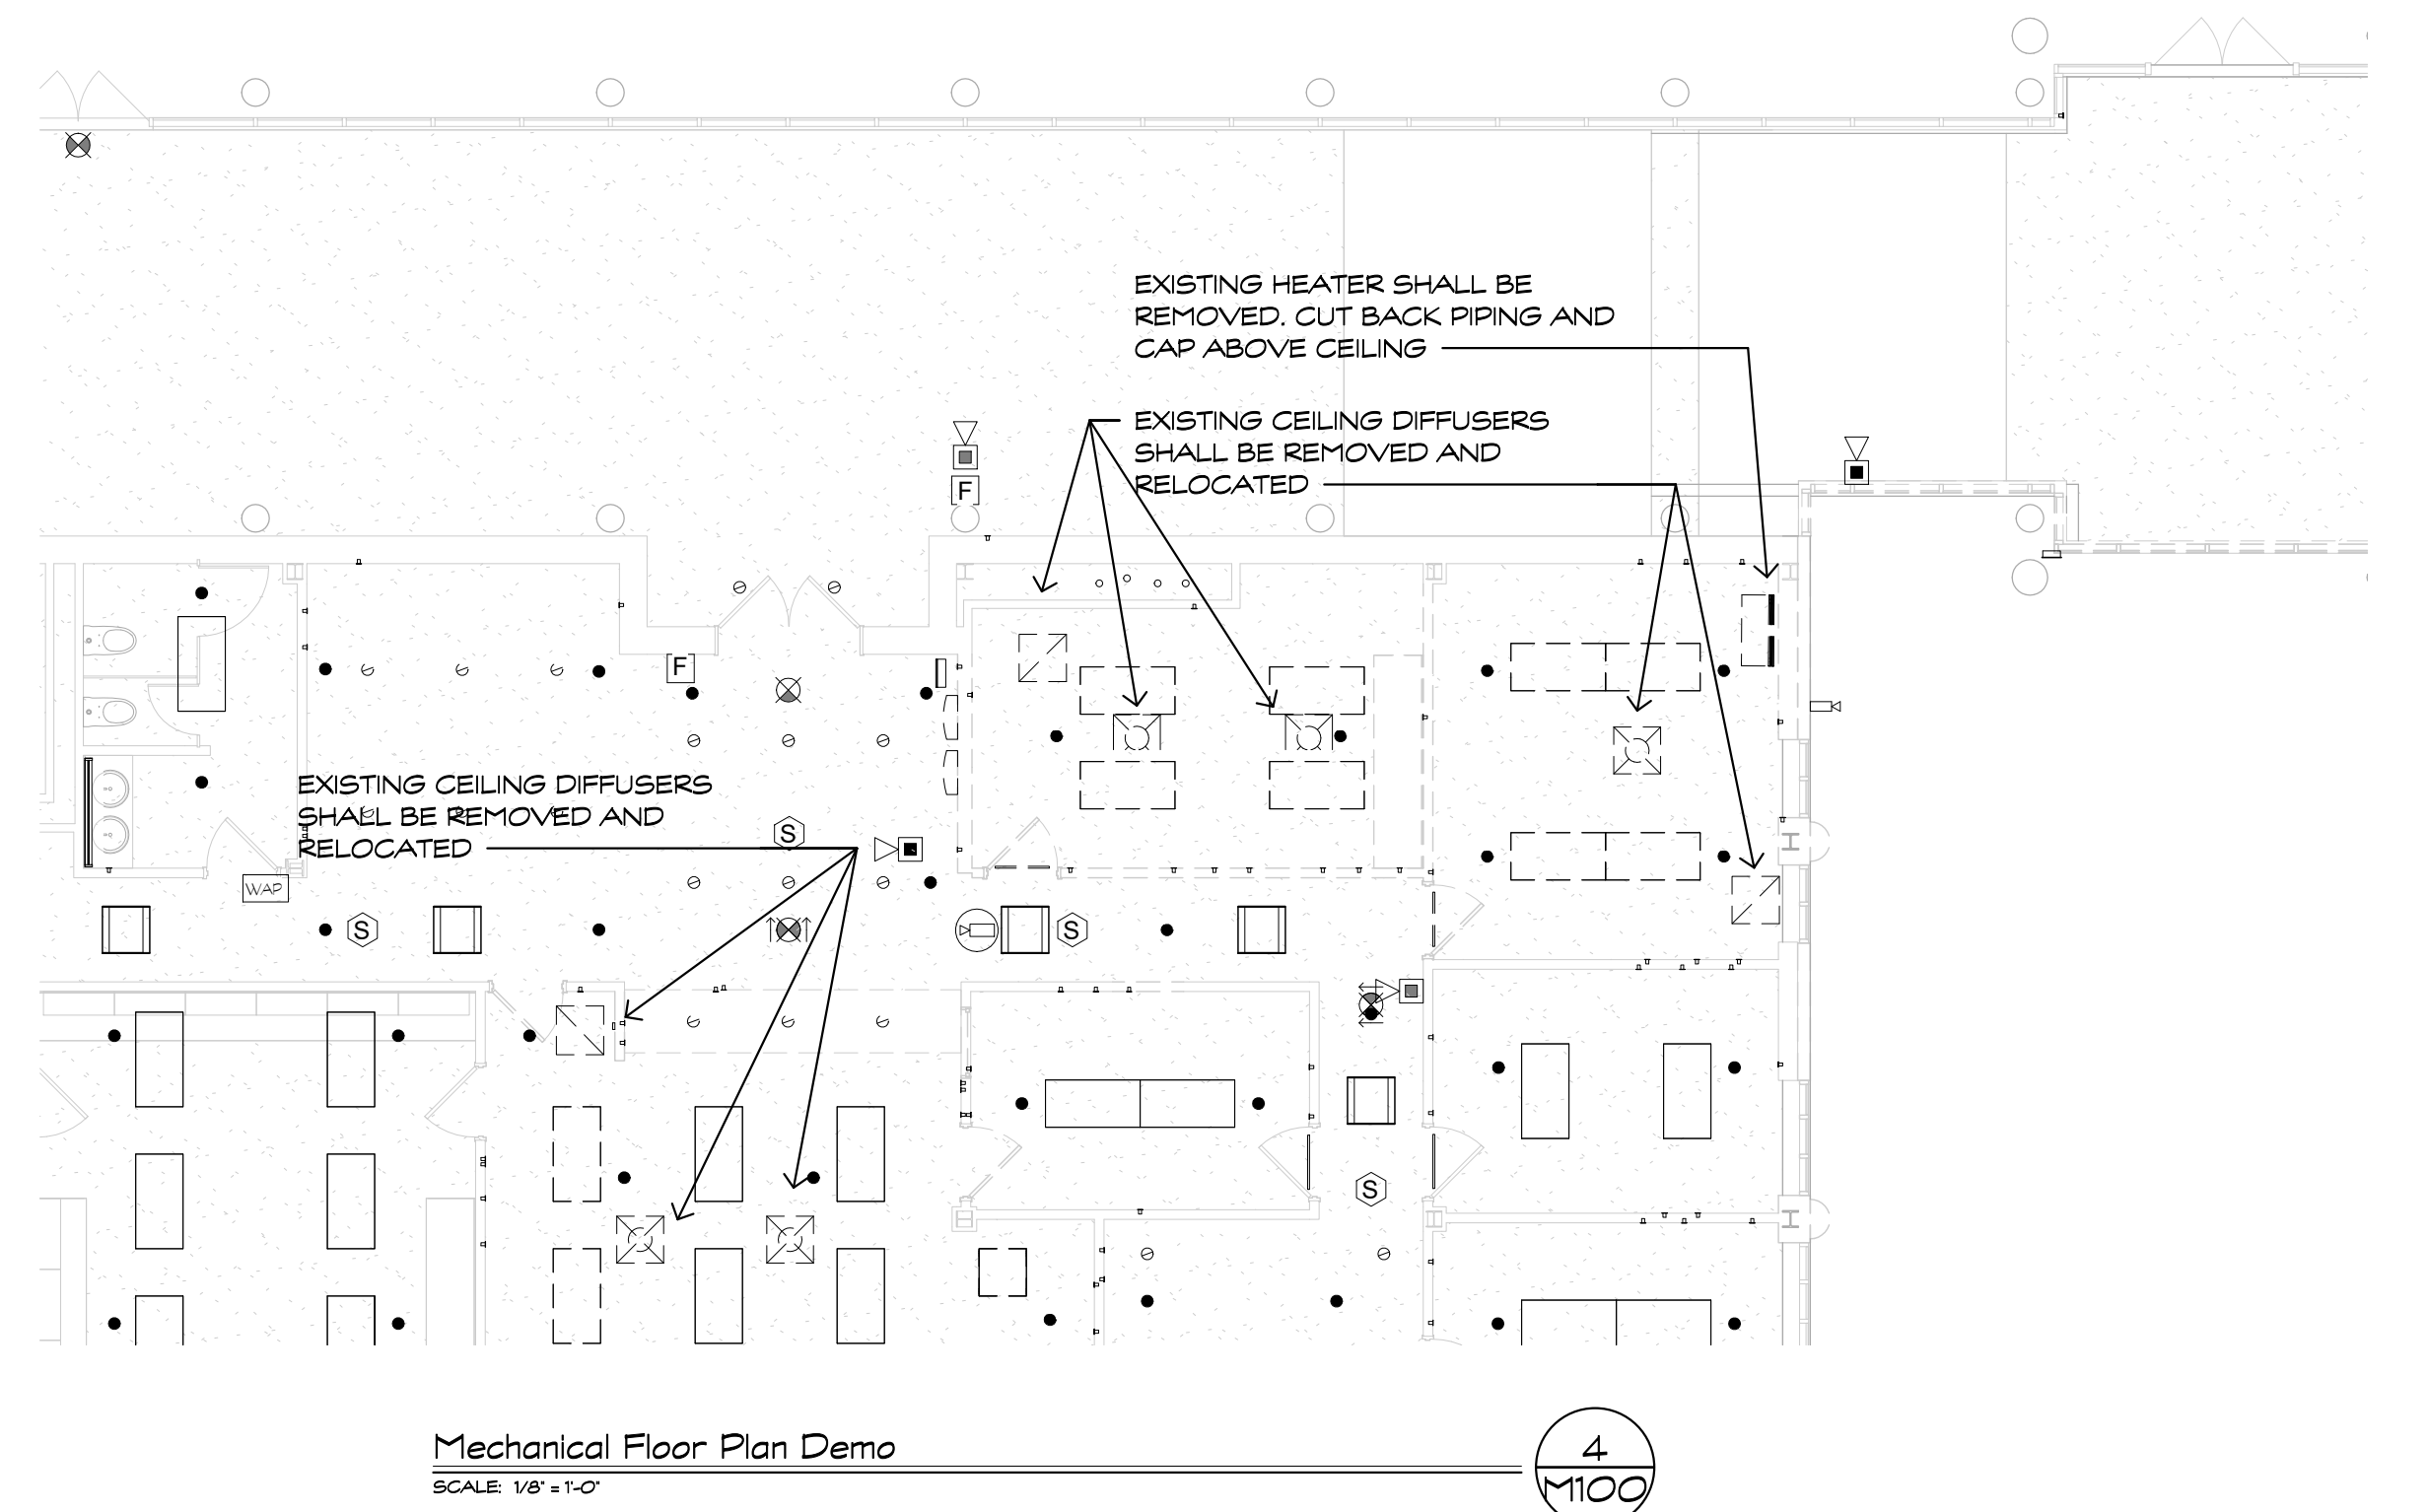 EXISTING HEATER SHALL BE
REMOVED. CUT BACK PIPING AND
CAP ABOVE CEILING
EXISTING CEILING DIFFUSERS
SHALL BE REMOVED AND
RELOCATED
F
F
EXISTING CEILING DIFFUSERS
SHALL BE REMOVED AND
RELOCATED
S
WAP
S
S
S
Mechanical Floor Plan Demo
SCALE: 1/8" = 1'-0"
4
M100